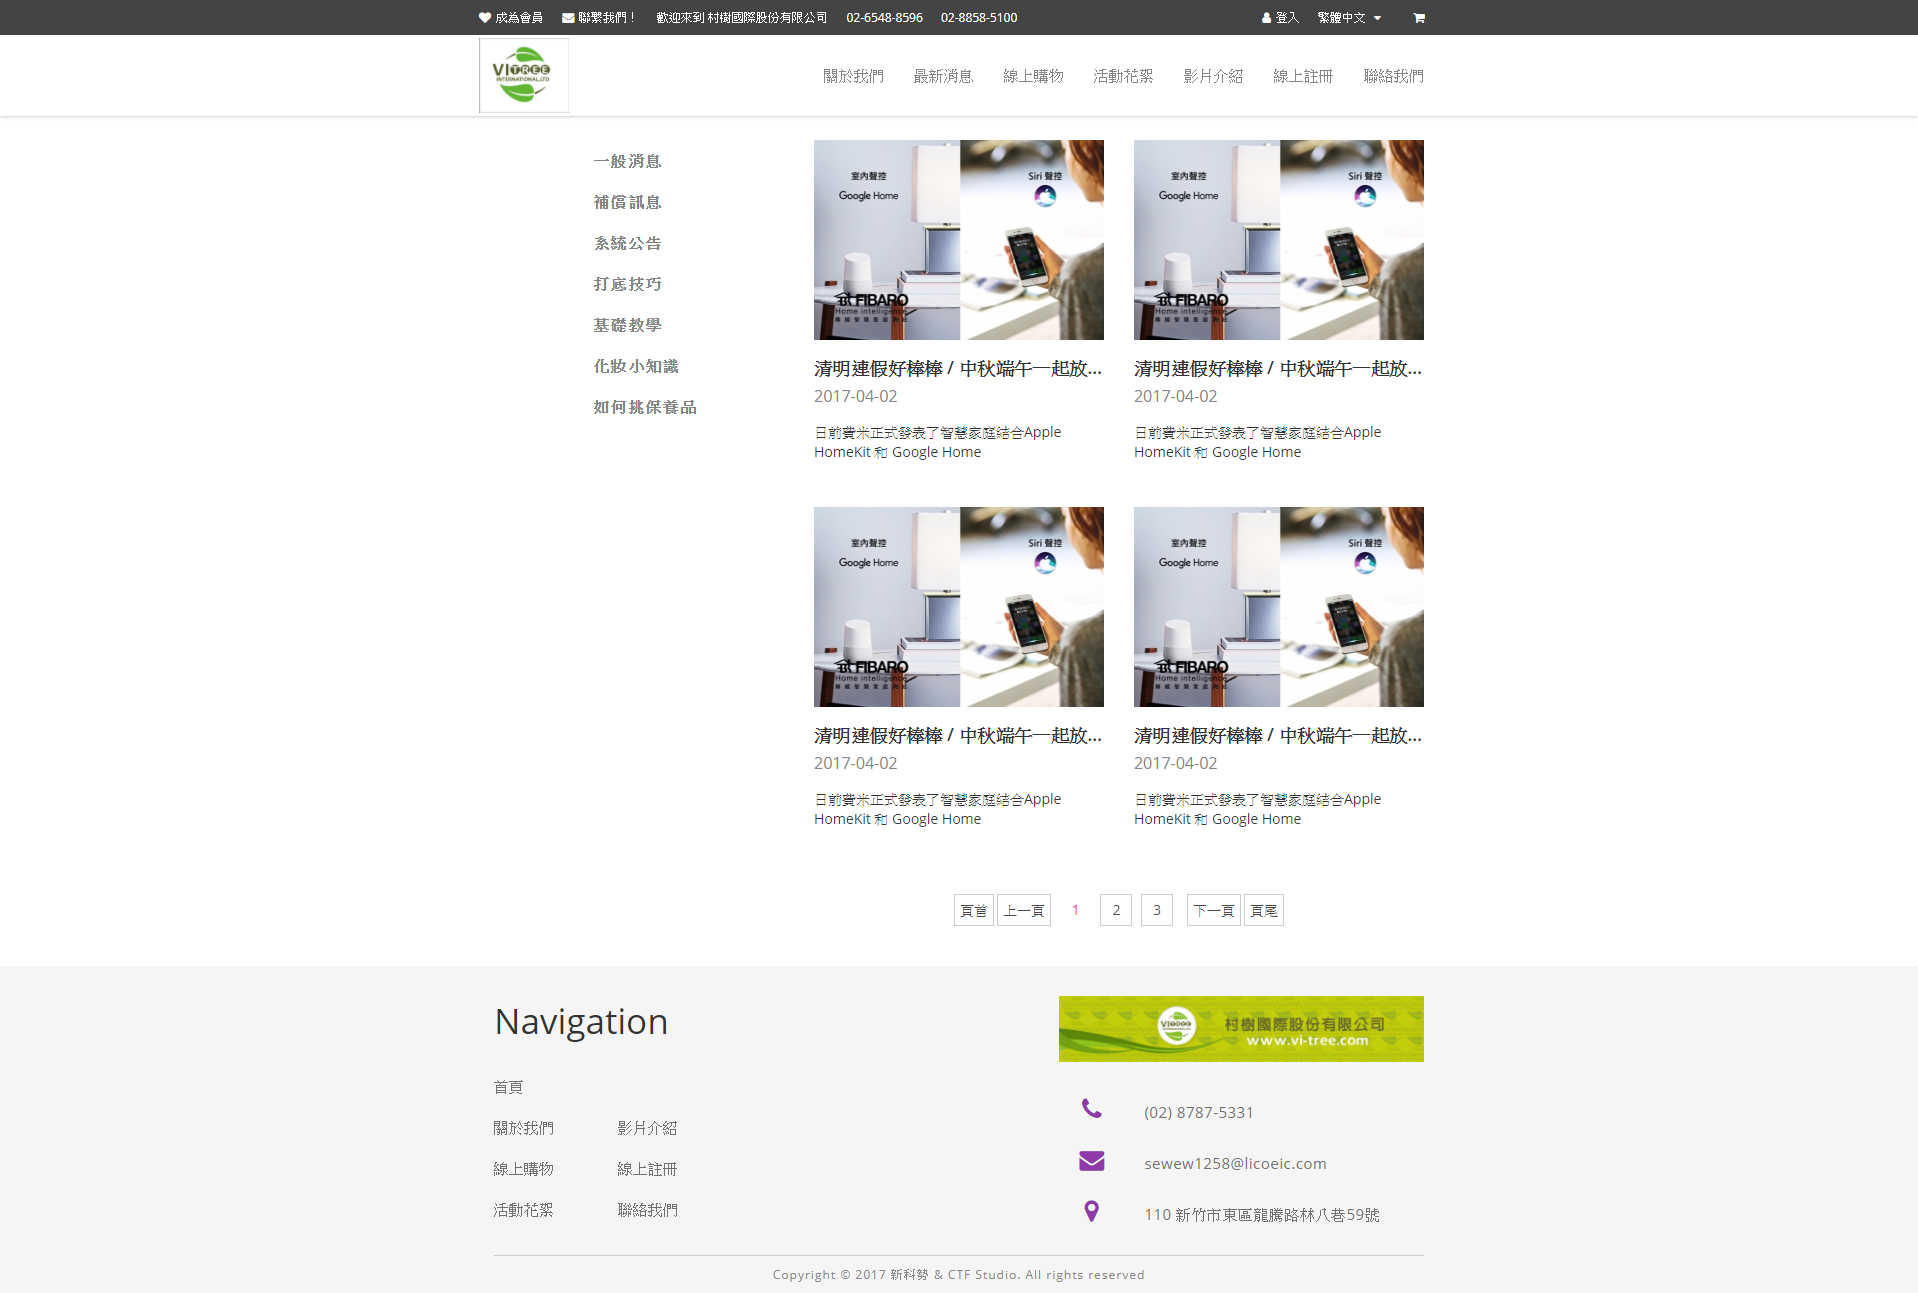 成為會員 聯繫我們！ 歡迎來到 村樹國際股份有限公司 02-6548-8596 02-8858-5100 登入 繁體中文
VITREE
INTERNATIONAL,LTD
關於我們 最新消息 線上購物 活動花絮 影片介紹 線上註冊 聯絡我們
一般消息
補償訊息
系統公告
打底技巧
基礎教學
化妝小知識
如何挑保養品
室內聲控 Siri 聲控
Google Home
FIBARO
Home intelligence
室內聲控 Siri 聲控
Google Home
FIBARO
Home intelligence
清明連假好棒棒 / 中秋端午一起放...
2017-04-02
日前費米正式發表了智慧家庭結合Apple
HomeKit 和 Google Home
清明連假好棒棒 / 中秋端午一起放...
2017-04-02
日前費米正式發表了智慧家庭結合Apple
HomeKit 和 Google Home
室內聲控 Siri 聲控
Google Home
FIBARO
Home intelligence
室內聲控 Siri 聲控
Google Home
FIBARO
Home intelligence
清明連假好棒棒 / 中秋端午一起放...
2017-04-02
日前費米正式發表了智慧家庭結合Apple
HomeKit 和 Google Home
清明連假好棒棒 / 中秋端午一起放...
2017-04-02
日前費米正式發表了智慧家庭結合Apple
HomeKit 和 Google Home
頁首 上一頁 1 2 3 下一頁 頁尾
Navigation
首頁
關於我們 影片介紹
線上購物 線上註冊
活動花絮 聯絡我們
VITREE
村樹國際股份有限公司
www.vi-tree.com
(02) 8787-5331
sewew1258@licoeic.com
110 新竹市東區龍騰路林八巷59號
Copyright © 2017 新科勢 & CTF Studio. All rights reserved